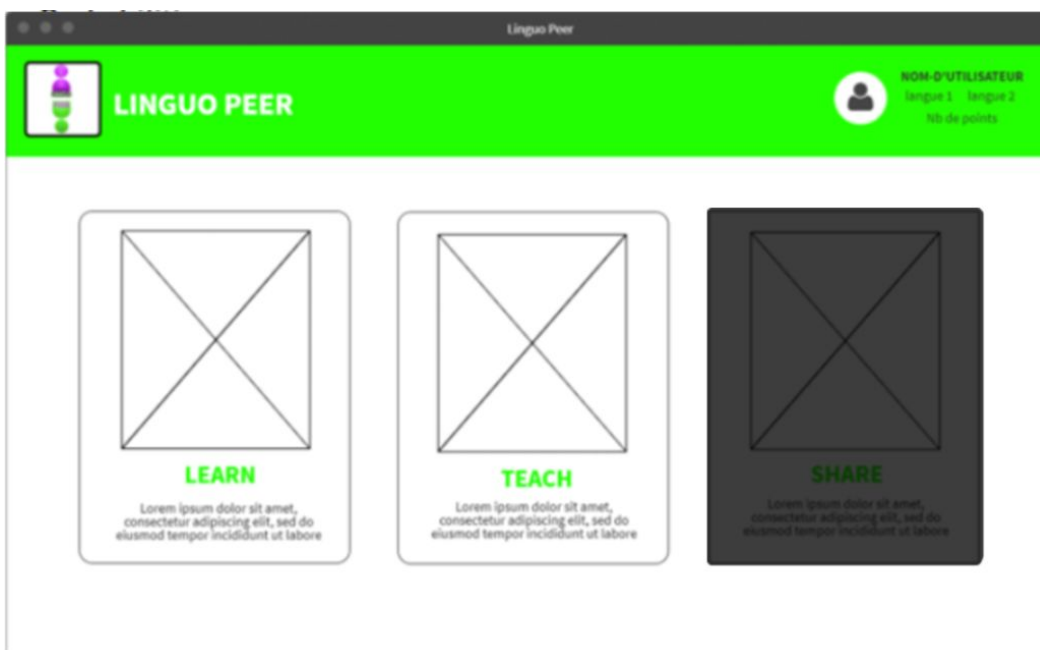 Linguo Peer
LINGUO PEER
NOM-D'UTILISATEUR
langue 1 langue 2
Nb de points
LEARN
Lorem ipsum dolor sit amet,
consectetur adipiscing elit, sed do
eiusmod tempor incididunt ut labore
TEACH
Lorem ipsum dolor sit amet,
consectetur adipiscing elit, sed do
eiusmod tempor incididunt ut labore
SHARE
Lorem ipsum dolor sit amet,
consectetur adipiscing elit, sed do
eiusmod tempor incididunt ut labore